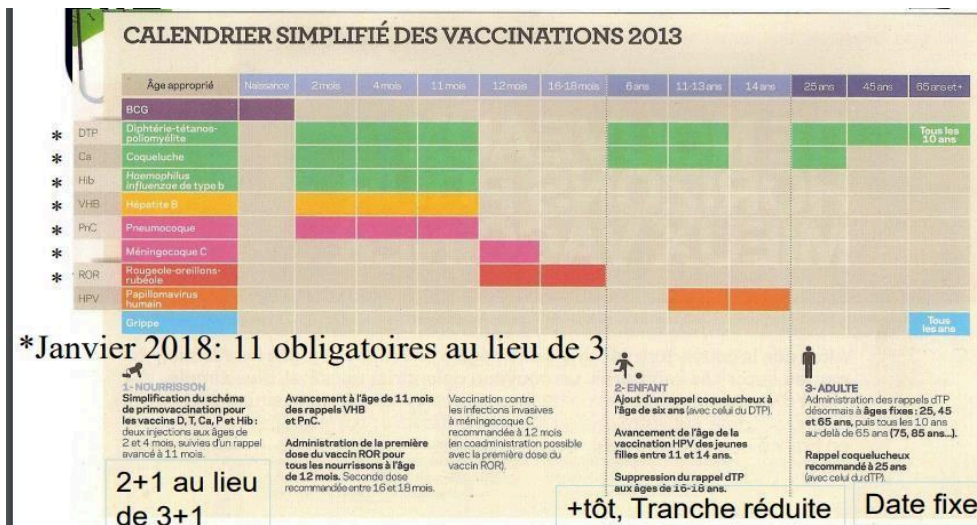 CALENDRIER SIMPLIFIÉ DES VACCINATIONS 2013
Âge approprié Naissance 2 mois 4 mois 11 mois 12 mois 16-18 mois 6 ans 11-13 ans 14 ans 25 ans 45 ans 65 ans et +
BCG
* DTP Diphtérie-tétanos-
poliomyélite
Tous les
10 ans
* Ca Coqueluche
* Hib Haemophilus
influenzae de type b
* VHB Hépatite B
* PnC Pneumocoque
* Méningocoque C
* ROR Rougeole-oreillons-
rubéole
HPV Papillomavirus
humain
Grippe
Tous
les ans
*Janvier 2018: 11 obligatoires au lieu de 3
1- NOURRISSON
Simplification du schéma
de primovaccination pour
les vaccins D, T, Ca, P et Hib :
deux injections aux âges de
2 et 4 mois, suivies d'un rappel
avancé à 11 mois.
2+1 au lieu
de 3+1
Avancement à l'âge de 11 mois
des rappels VHB
et PnC.
Administration de la première
dose du vaccin ROR pour
tous les nourrissons à l'âge
de 12 mois. Seconde dose
recommandée entre 16 et 18 mois.
Vaccination contre
les infections invasives
à méningocoque C
recommandée à 12 mois
(en coadministration possible
avec la première dose du
vaccin ROR).
2- ENFANT
Ajout d'un rappel coquelucheux à
l'âge de six ans (avec celui du DTP).
Avancement de l'âge de la
vaccination HPV des jeunes
filles entre 11 et 14 ans.
Suppression du rappel dTP
aux âges de 16-18 ans.
+tôt, Tranche réduite
3- ADULTE
Administration des rappels dTP
désormais à âges fixes : 25, 45
et 65 ans, puis tous les 10 ans
au-delà de 65 ans (75, 85 ans...).
Rappel coquelucheux
recommandé à 25 ans
(avec celui du dTP).
Date fixe